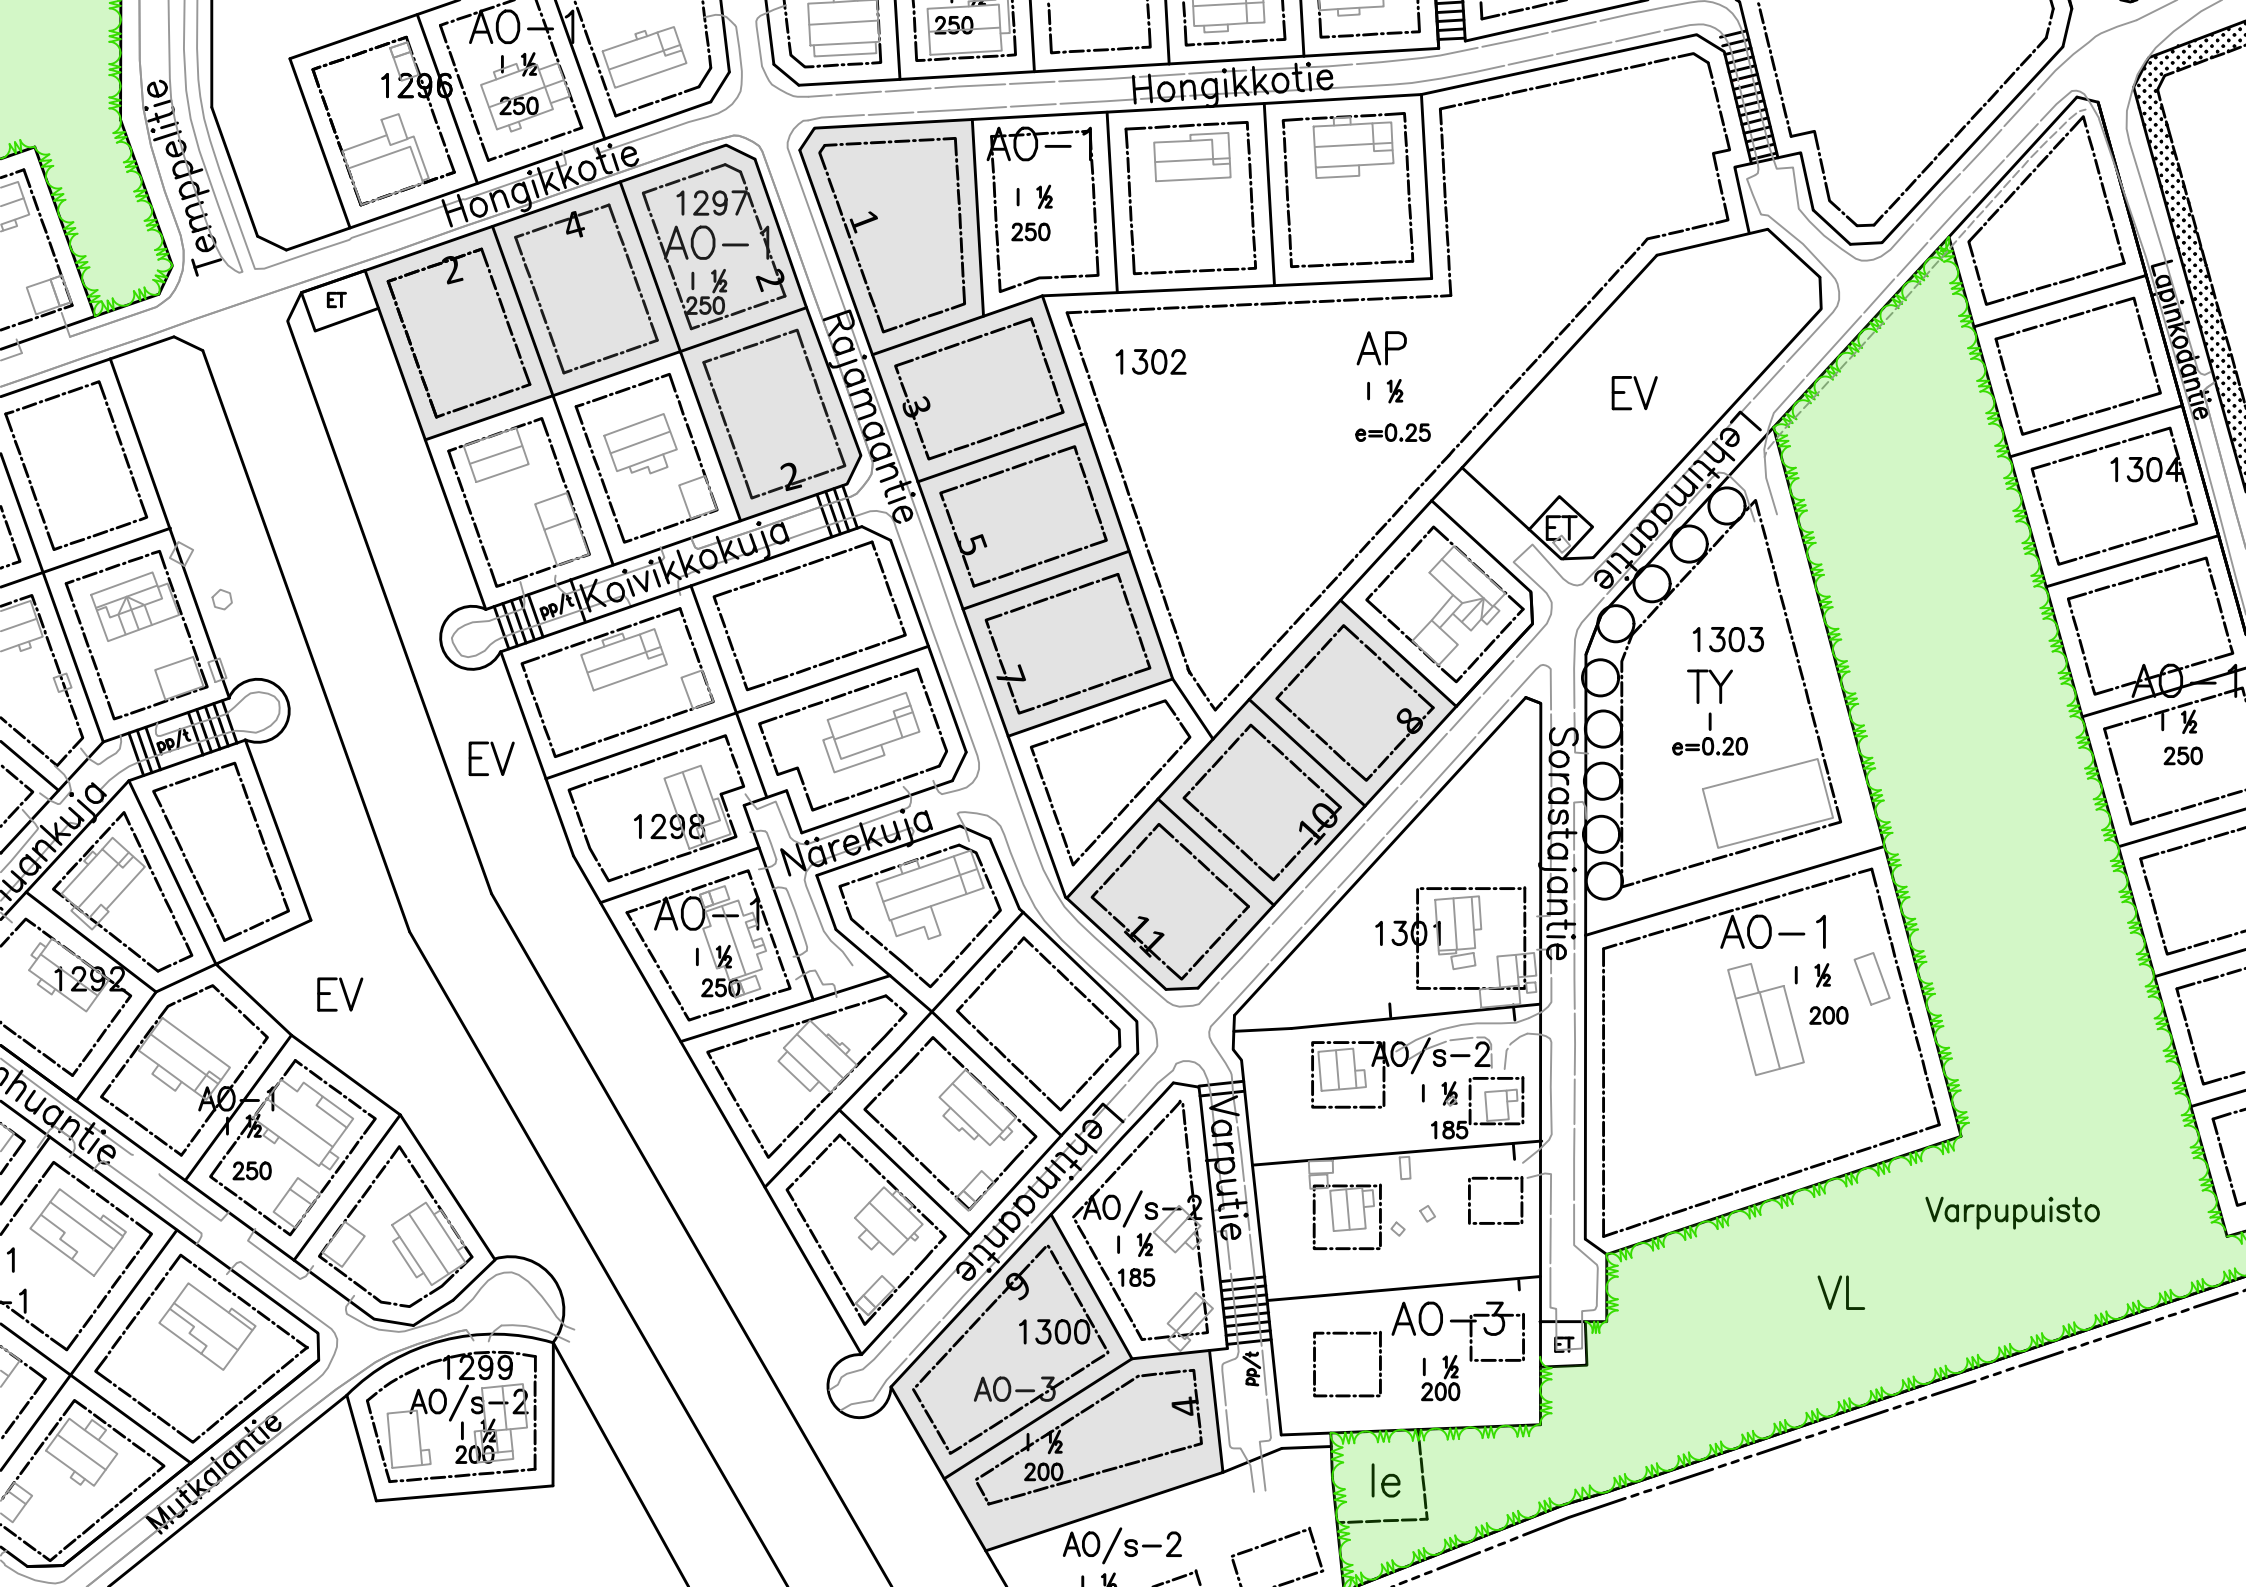 AO-1
I ½
250
1296
250
Temppelitie
Hongikkotie
Hongikkotie
AO-1
I ½
250
1297
AO-1
I ½
250
2
4
2
2
1
3
5
7
ET
Rajamaantie
1302
AP
I ½
e=0.25
EV
ET
Lehtimaantie
Lapinkodantie
1304
AO-1
I ½
250
1303
TY
I
e=0.20
Koivikkokuja
pp/t
pp/t
EV
8
10
11
Sorastajantie
1298
Närekuja
AO-1
I ½
250
1301
AO-1
I ½
200
1292
EV
AO-1
I ½
250
AO/s-2
I ½
185
Varputie
Lehtimaantie
AO/s-2
I ½
185
Varpupuisto
VL
9
1300
AO-3
I ½
200
4
pp/t
AO-3
I ½
200
ET
Ie
1299
AO/s-2
I ½
200
Mutkalantie
AO/s-2
I ½